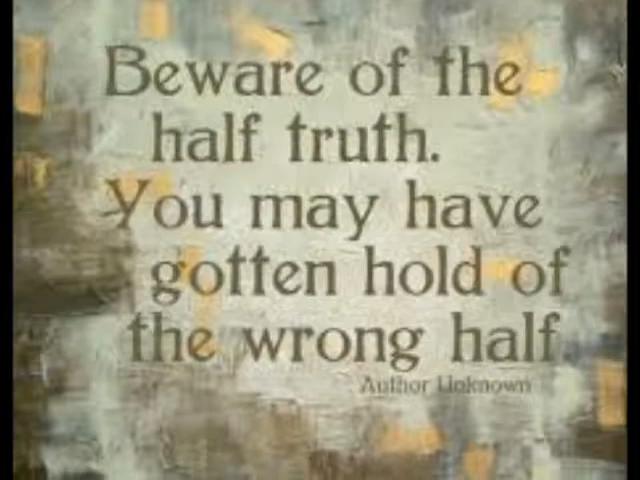 Beware of the
half truth.
You may have
gotten hold of
the wrong half
Author Unknown